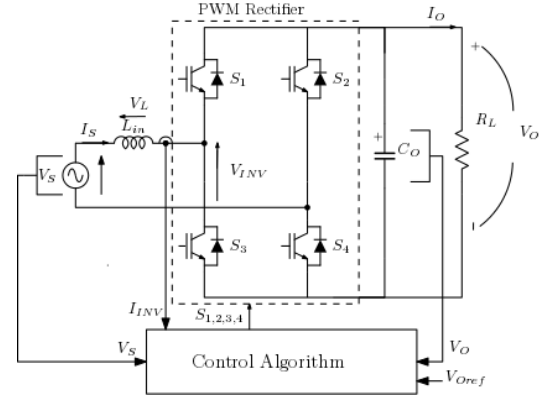 PWM Rectifier
I_O
+
S_1
S_2
V_L
I_S
L_in
R_L
V_O
+
C_O
V_S
V_INV
S_3
S_4
I_INV
S_1,2,3,4
V_S
V_O
Control Algorithm
V_Oref